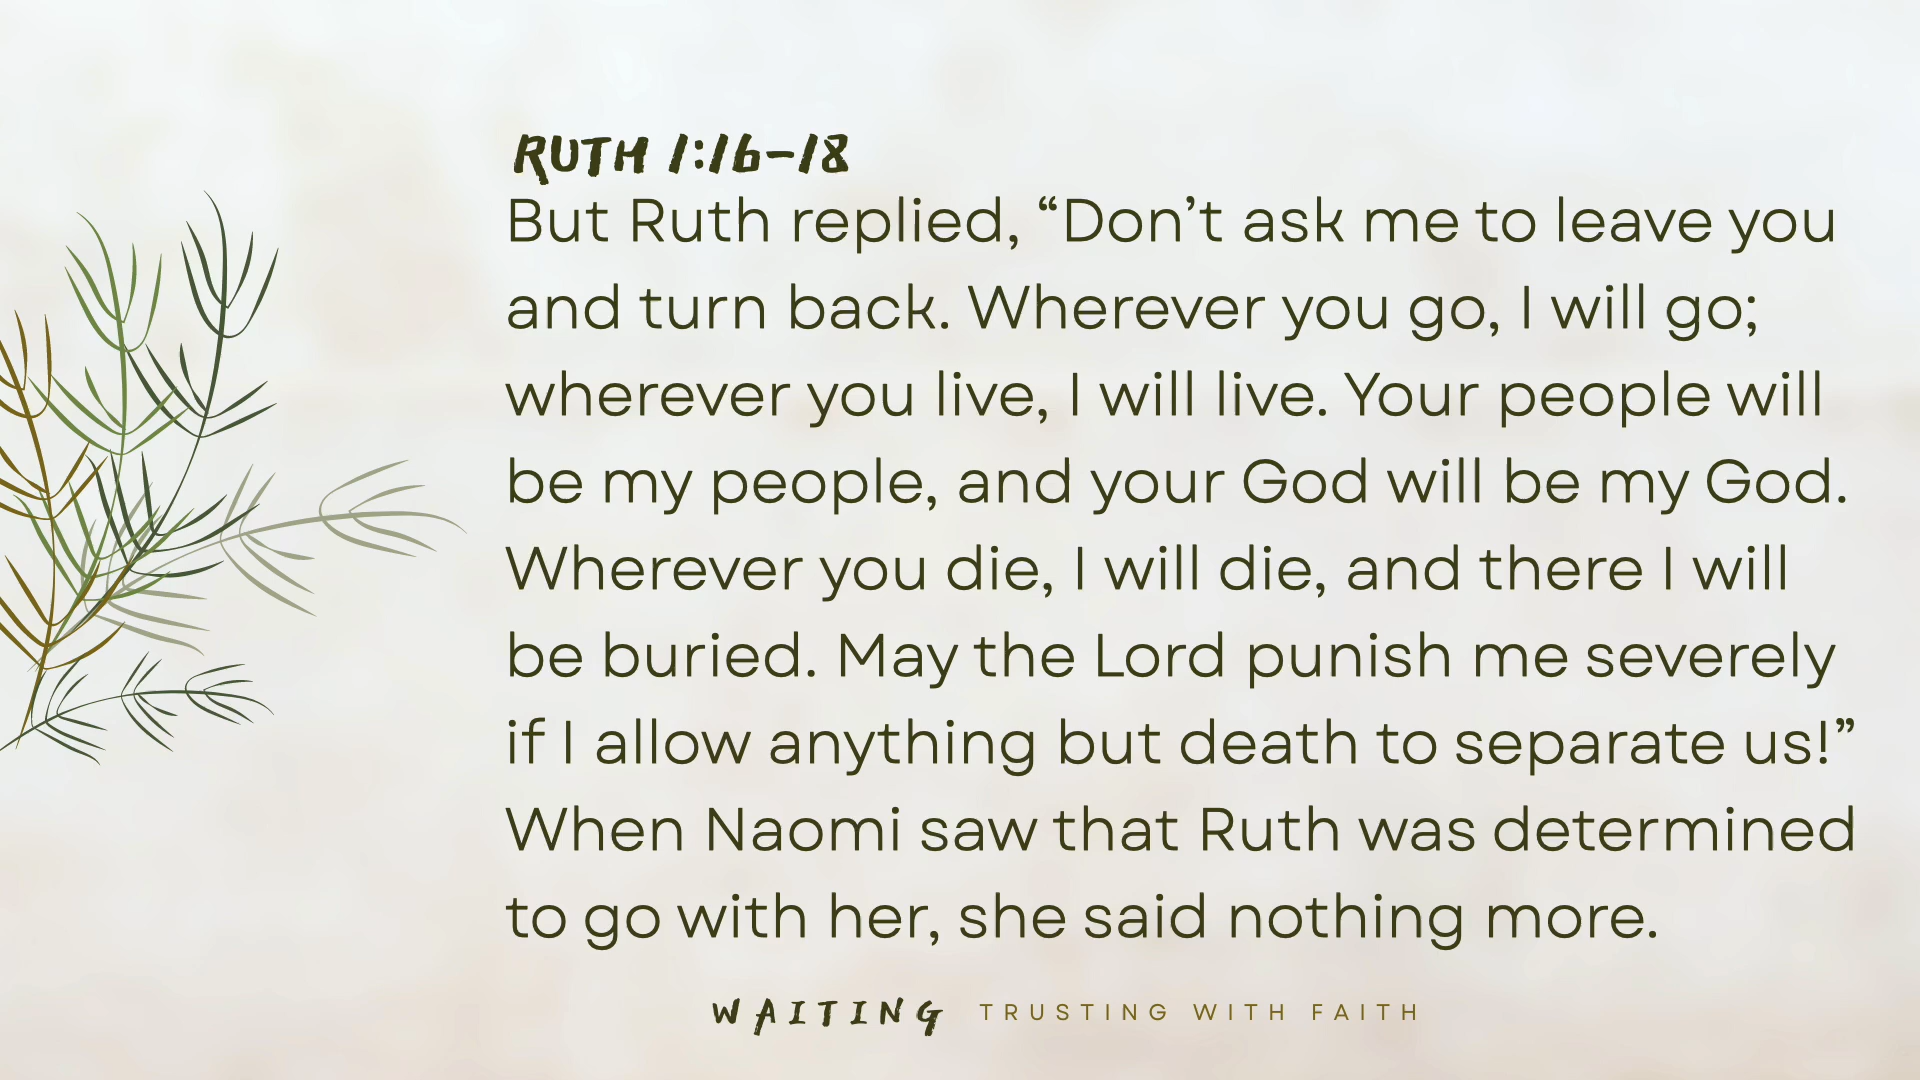 RUTH 1:16–18
But Ruth replied, “Don’t ask me to leave you
and turn back. Wherever you go, I will go;
wherever you live, I will live. Your people will
be my people, and your God will be my God.
Wherever you die, I will die, and there I will
be buried. May the Lord punish me severely
if I allow anything but death to separate us!”
When Naomi saw that Ruth was determined
to go with her, she said nothing more.
WAITING TRUSTING WITH FAITH